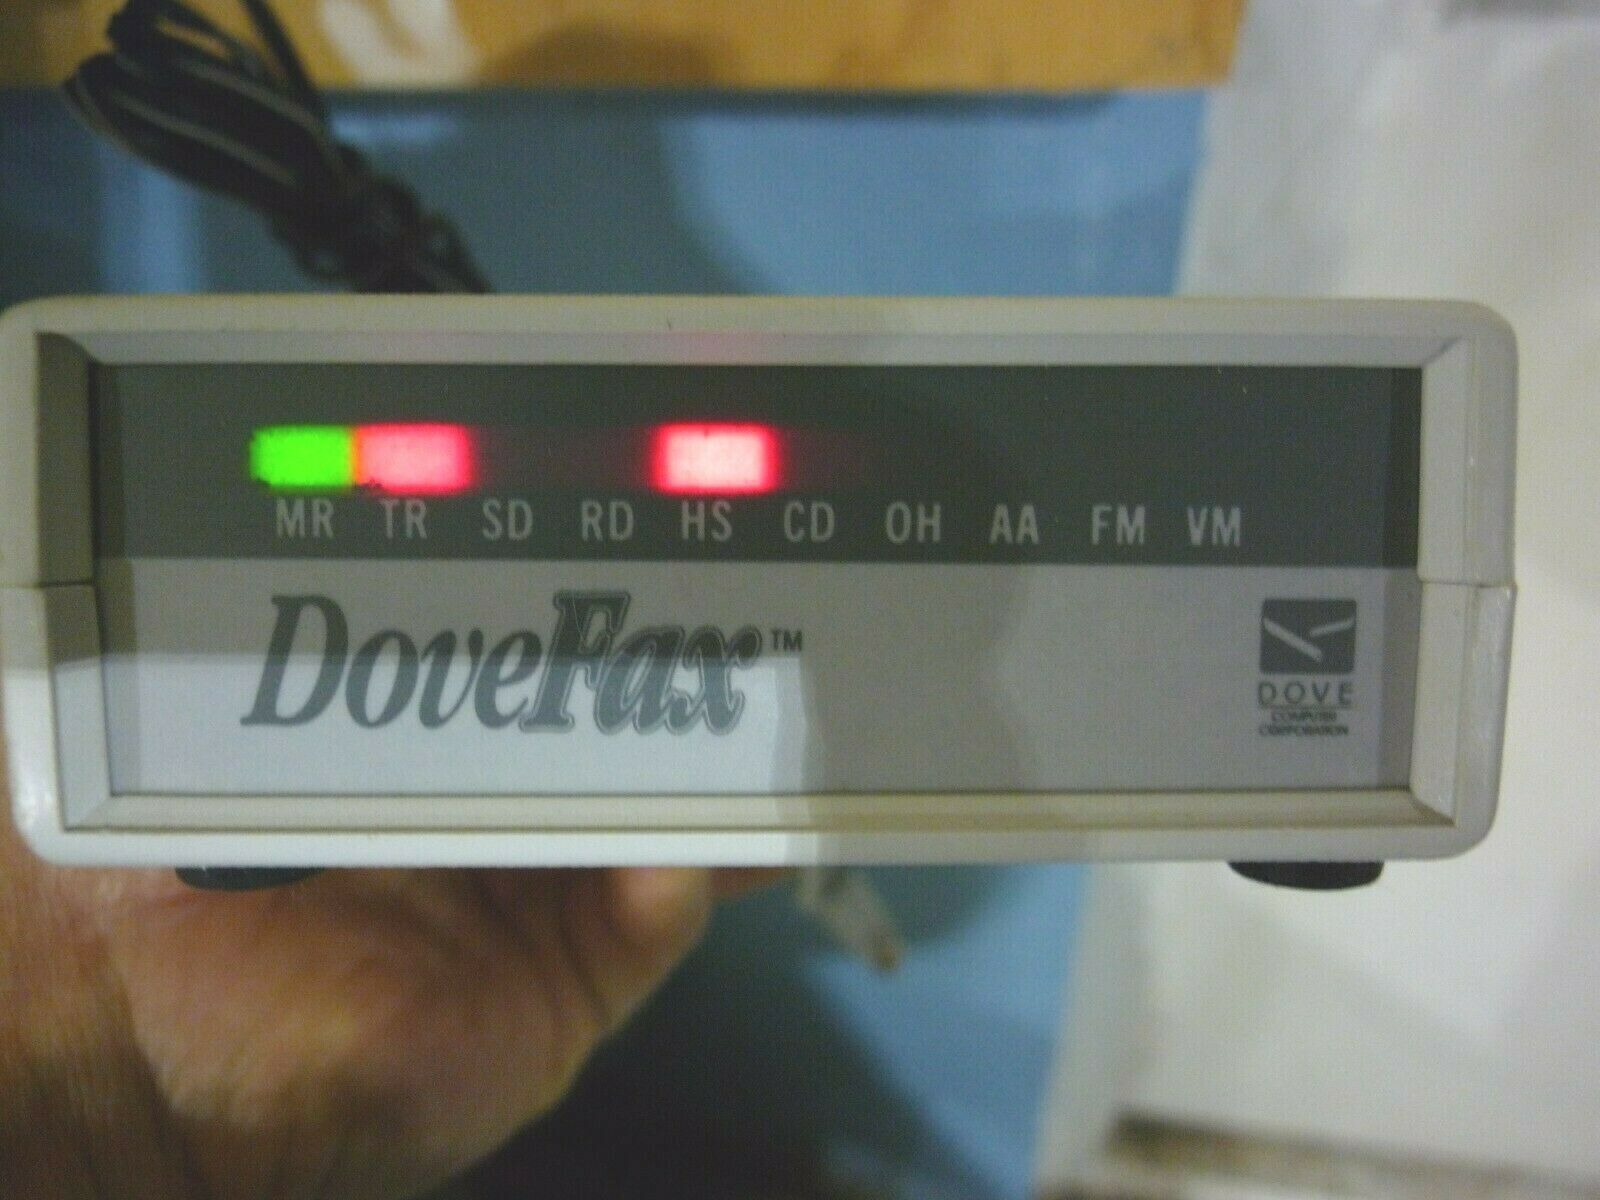 MR TR SD RD HS CD OH AA FM VM
DoveFax™
DOVE
COMPUTER
CORPORATION